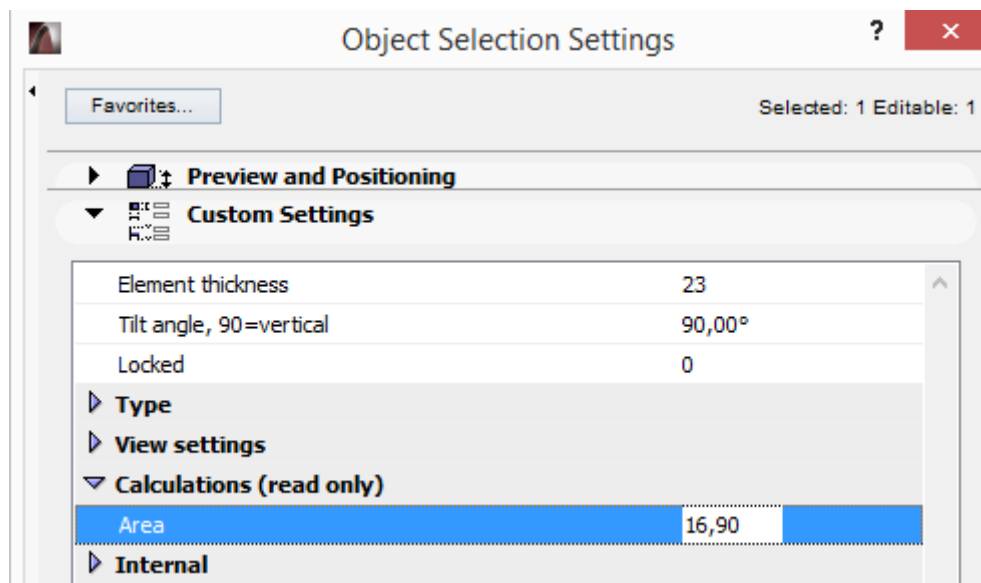 Object Selection Settings ?
Favorites... Selected: 1 Editable: 1
Preview and Positioning
Custom Settings
Element thickness 23
Tilt angle, 90=vertical 90,00°
Locked 0
Type
View settings
Calculations (read only)
Area 16,90
Internal